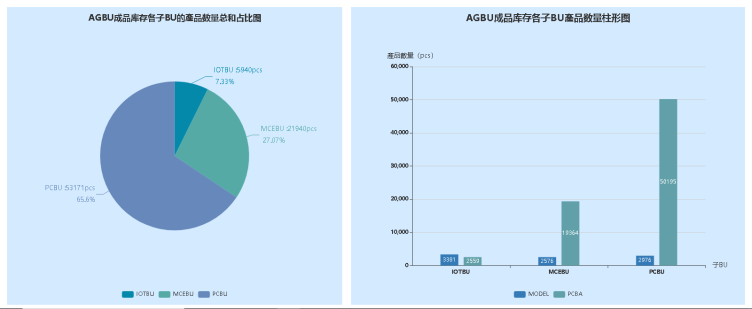 AGBU成品库存各子BU的產品数量总和占比图
IOTBU :5940pcs
7.33%
MCEBU :21940pcs
27.07%
PCBU :53171pcs
65.6%
IOTBU MCEBU PCBU
AGBU成品库存各子BU產品数量柱形图
產品数量（pcs）
60,000
50,000
40,000
30,000
20,000
10,000
0
3381 2559
2576 19364
2976 50195
IOTBU MCEBU PCBU
子BU
MODEL PCBA